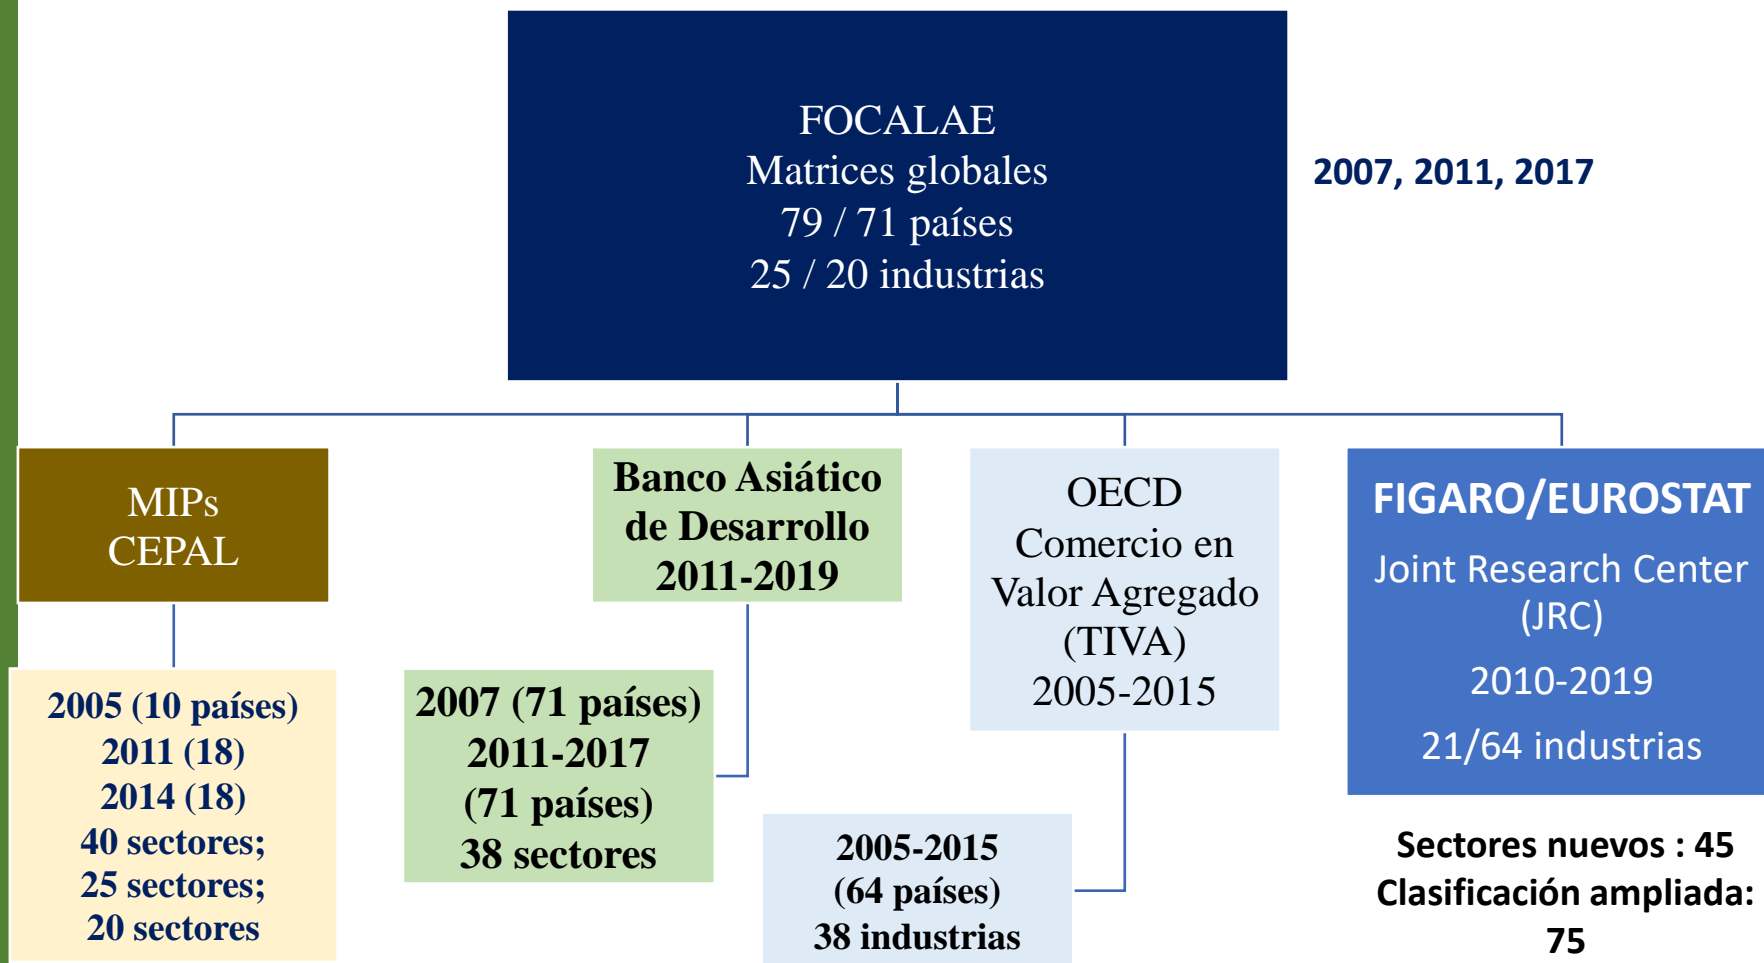 FOCALAE
Matrices globales
79 / 71 países
25 / 20 industrias
2007, 2011, 2017
MIPs
CEPAL
2005 (10 países)
2011 (18)
2014 (18)
40 sectores;
25 sectores;
20 sectores
Banco Asiático
de Desarrollo
2011-2019
2007 (71 países)
2011-2017
(71 países)
38 sectores
OECD
Comercio en
Valor Agregado
(TIVA)
2005-2015
2005-2015
(64 países)
38 industrias
FIGARO/EUROSTAT
Joint Research Center
(JRC)
2010-2019
21/64 industrias
Sectores nuevos : 45
Clasificación ampliada:
75